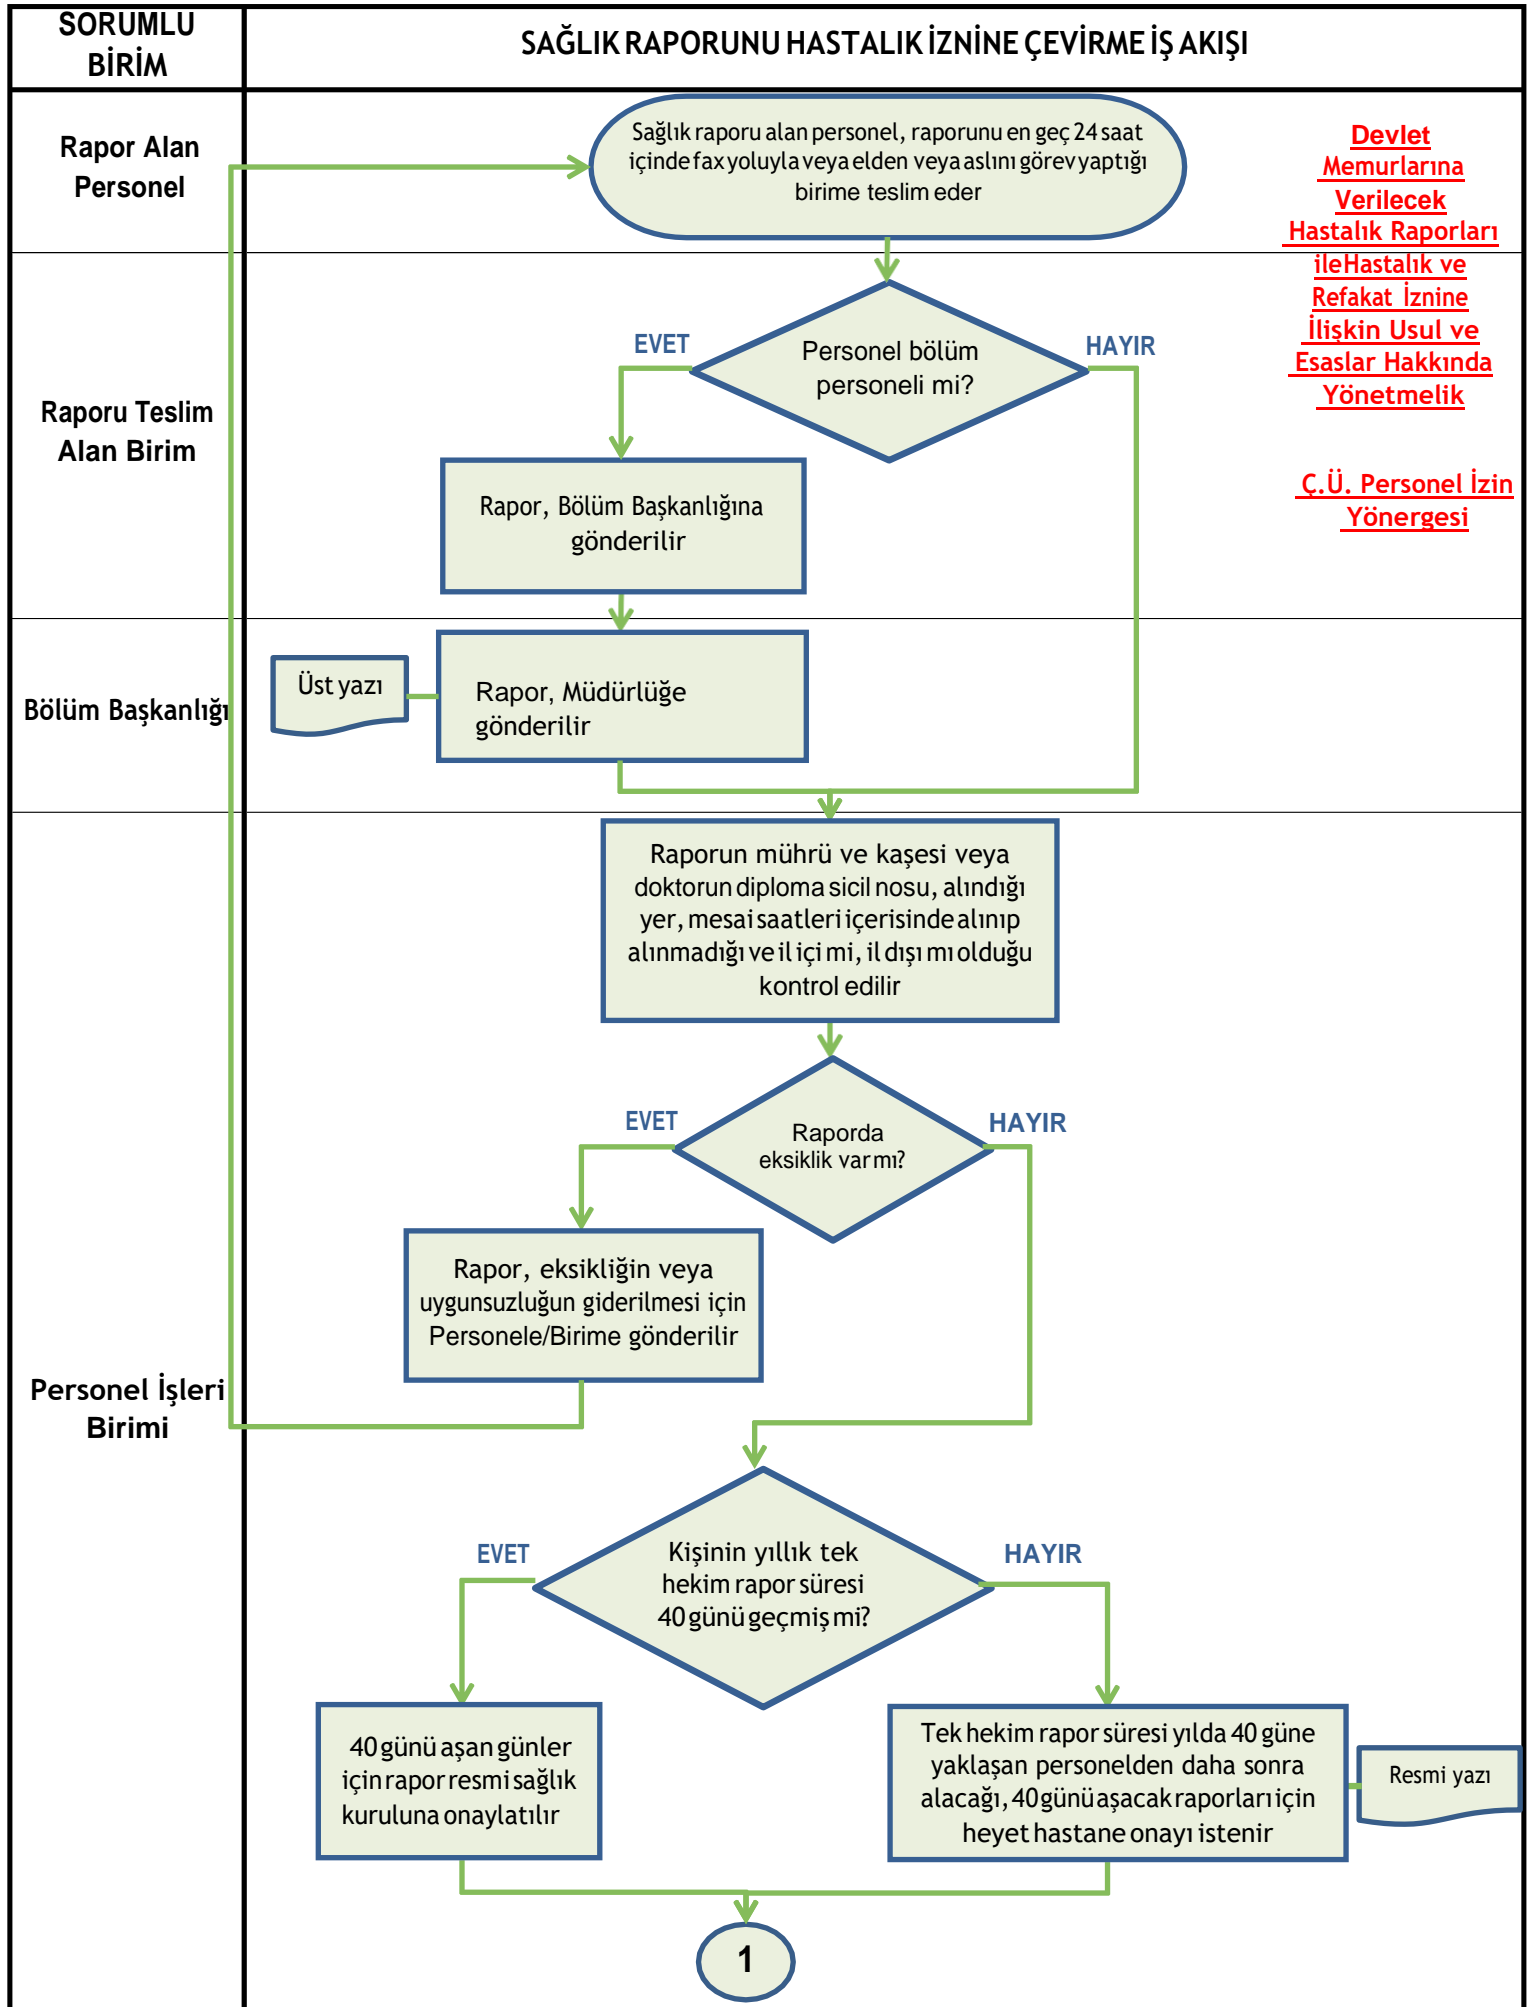 SORUMLU
BİRİM
SAĞLIK RAPORUNU HASTALIK İZNİNE ÇEVİRME İŞ AKIŞI
Rapor Alan
Personel
Sağlık raporu alan personel, raporunu en geç 24 saat
içinde fax yoluyla veya elden veya aslını görev yaptığı
birime teslim eder
Devlet
Memurlarına
Verilecek
Hastalık Raporları
ileHastalık ve
Refakat İznine
İlişkin Usul ve
Esaslar Hakkında
Yönetmelik
Ç.Ü. Personel İzin
Yönergesi
Raporu Teslim
Alan Birim
EVET
Personel bölüm
personeli mi?
HAYIR
Rapor, Bölüm Başkanlığına
gönderilir
Bölüm Başkanlığı
Üst yazı
Rapor, Müdürlüğe
gönderilir
Raporun mührü ve kaşesi veya
doktorun diploma sicil nosu, alındığı
yer, mesai saatleri içerisinde alınıp
alınmadığı ve il içi mi, il dışı mı olduğu
kontrol edilir
EVET
Raporda
eksiklik var mı?
HAYIR
Rapor, eksikliğin veya
uygunsuzluğun giderilmesi için
Personele/Birime gönderilir
Personel İşleri
Birimi
EVET
Kişinin yıllık tek
hekim rapor süresi
40 günü geçmiş mi?
HAYIR
40 günü aşan günler
için rapor resmi sağlık
kuruluna onaylatılır
Tek hekim rapor süresi yılda 40 güne
yaklaşan personelden daha sonra
alacağı, 40 günü aşacak raporları için
heyet hastane onayı istenir
Resmi yazı
1